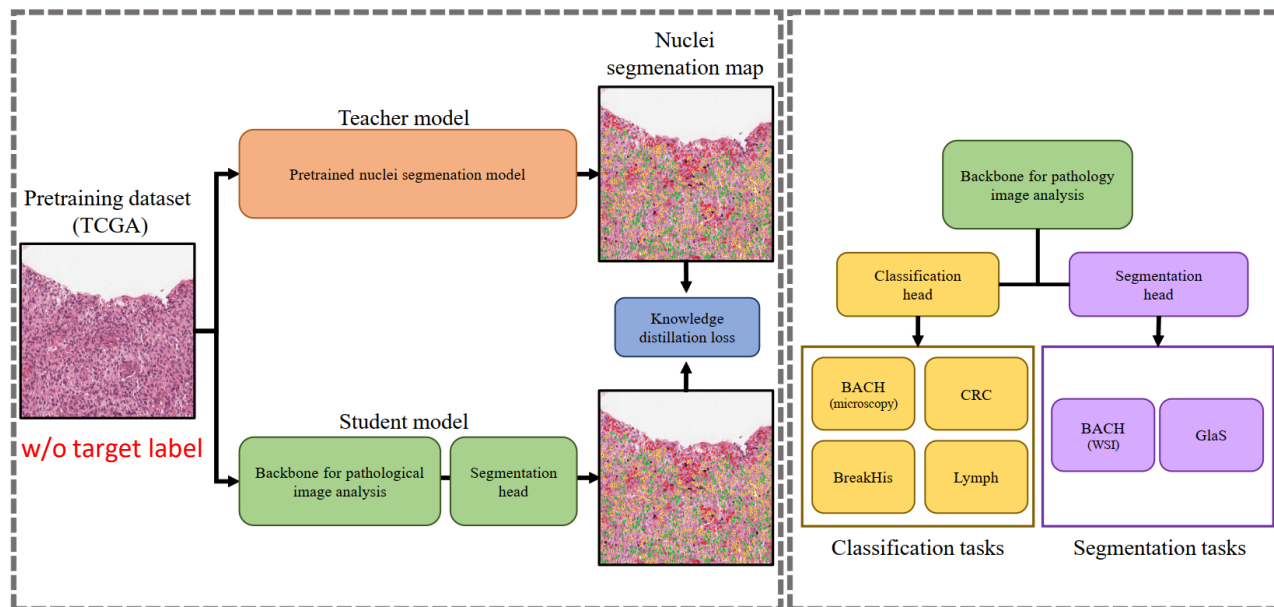 Nuclei
segmenation map
Teacher model
Pretrained nuclei segmenation model
Pretraining dataset
(TCGA)
w/o target label
Knowledge
distillation loss
Student model
Backbone for pathological
image analysis
Segmentation
head
Backbone for pathology
image analysis
Classification
head
Segmentation
head
BACH
(microscopy)
CRC
BreakHis
Lymph
BACH
(WSI)
GlaS
Classification tasks
Segmentation tasks